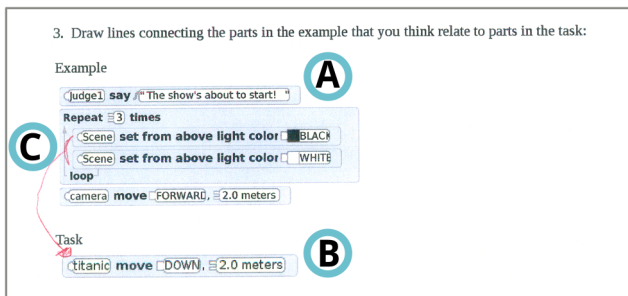 3. Draw lines connecting the parts in the example that you think relate to parts in the task:
Example
A
judge1 say "The show's about to start! "
Repeat 3 times
C
Scene set from above light color BLACK
Scene set from above light color WHITE
loop
camera move FORWARD, 2.0 meters
Task
B
titanic move DOWN, 2.0 meters